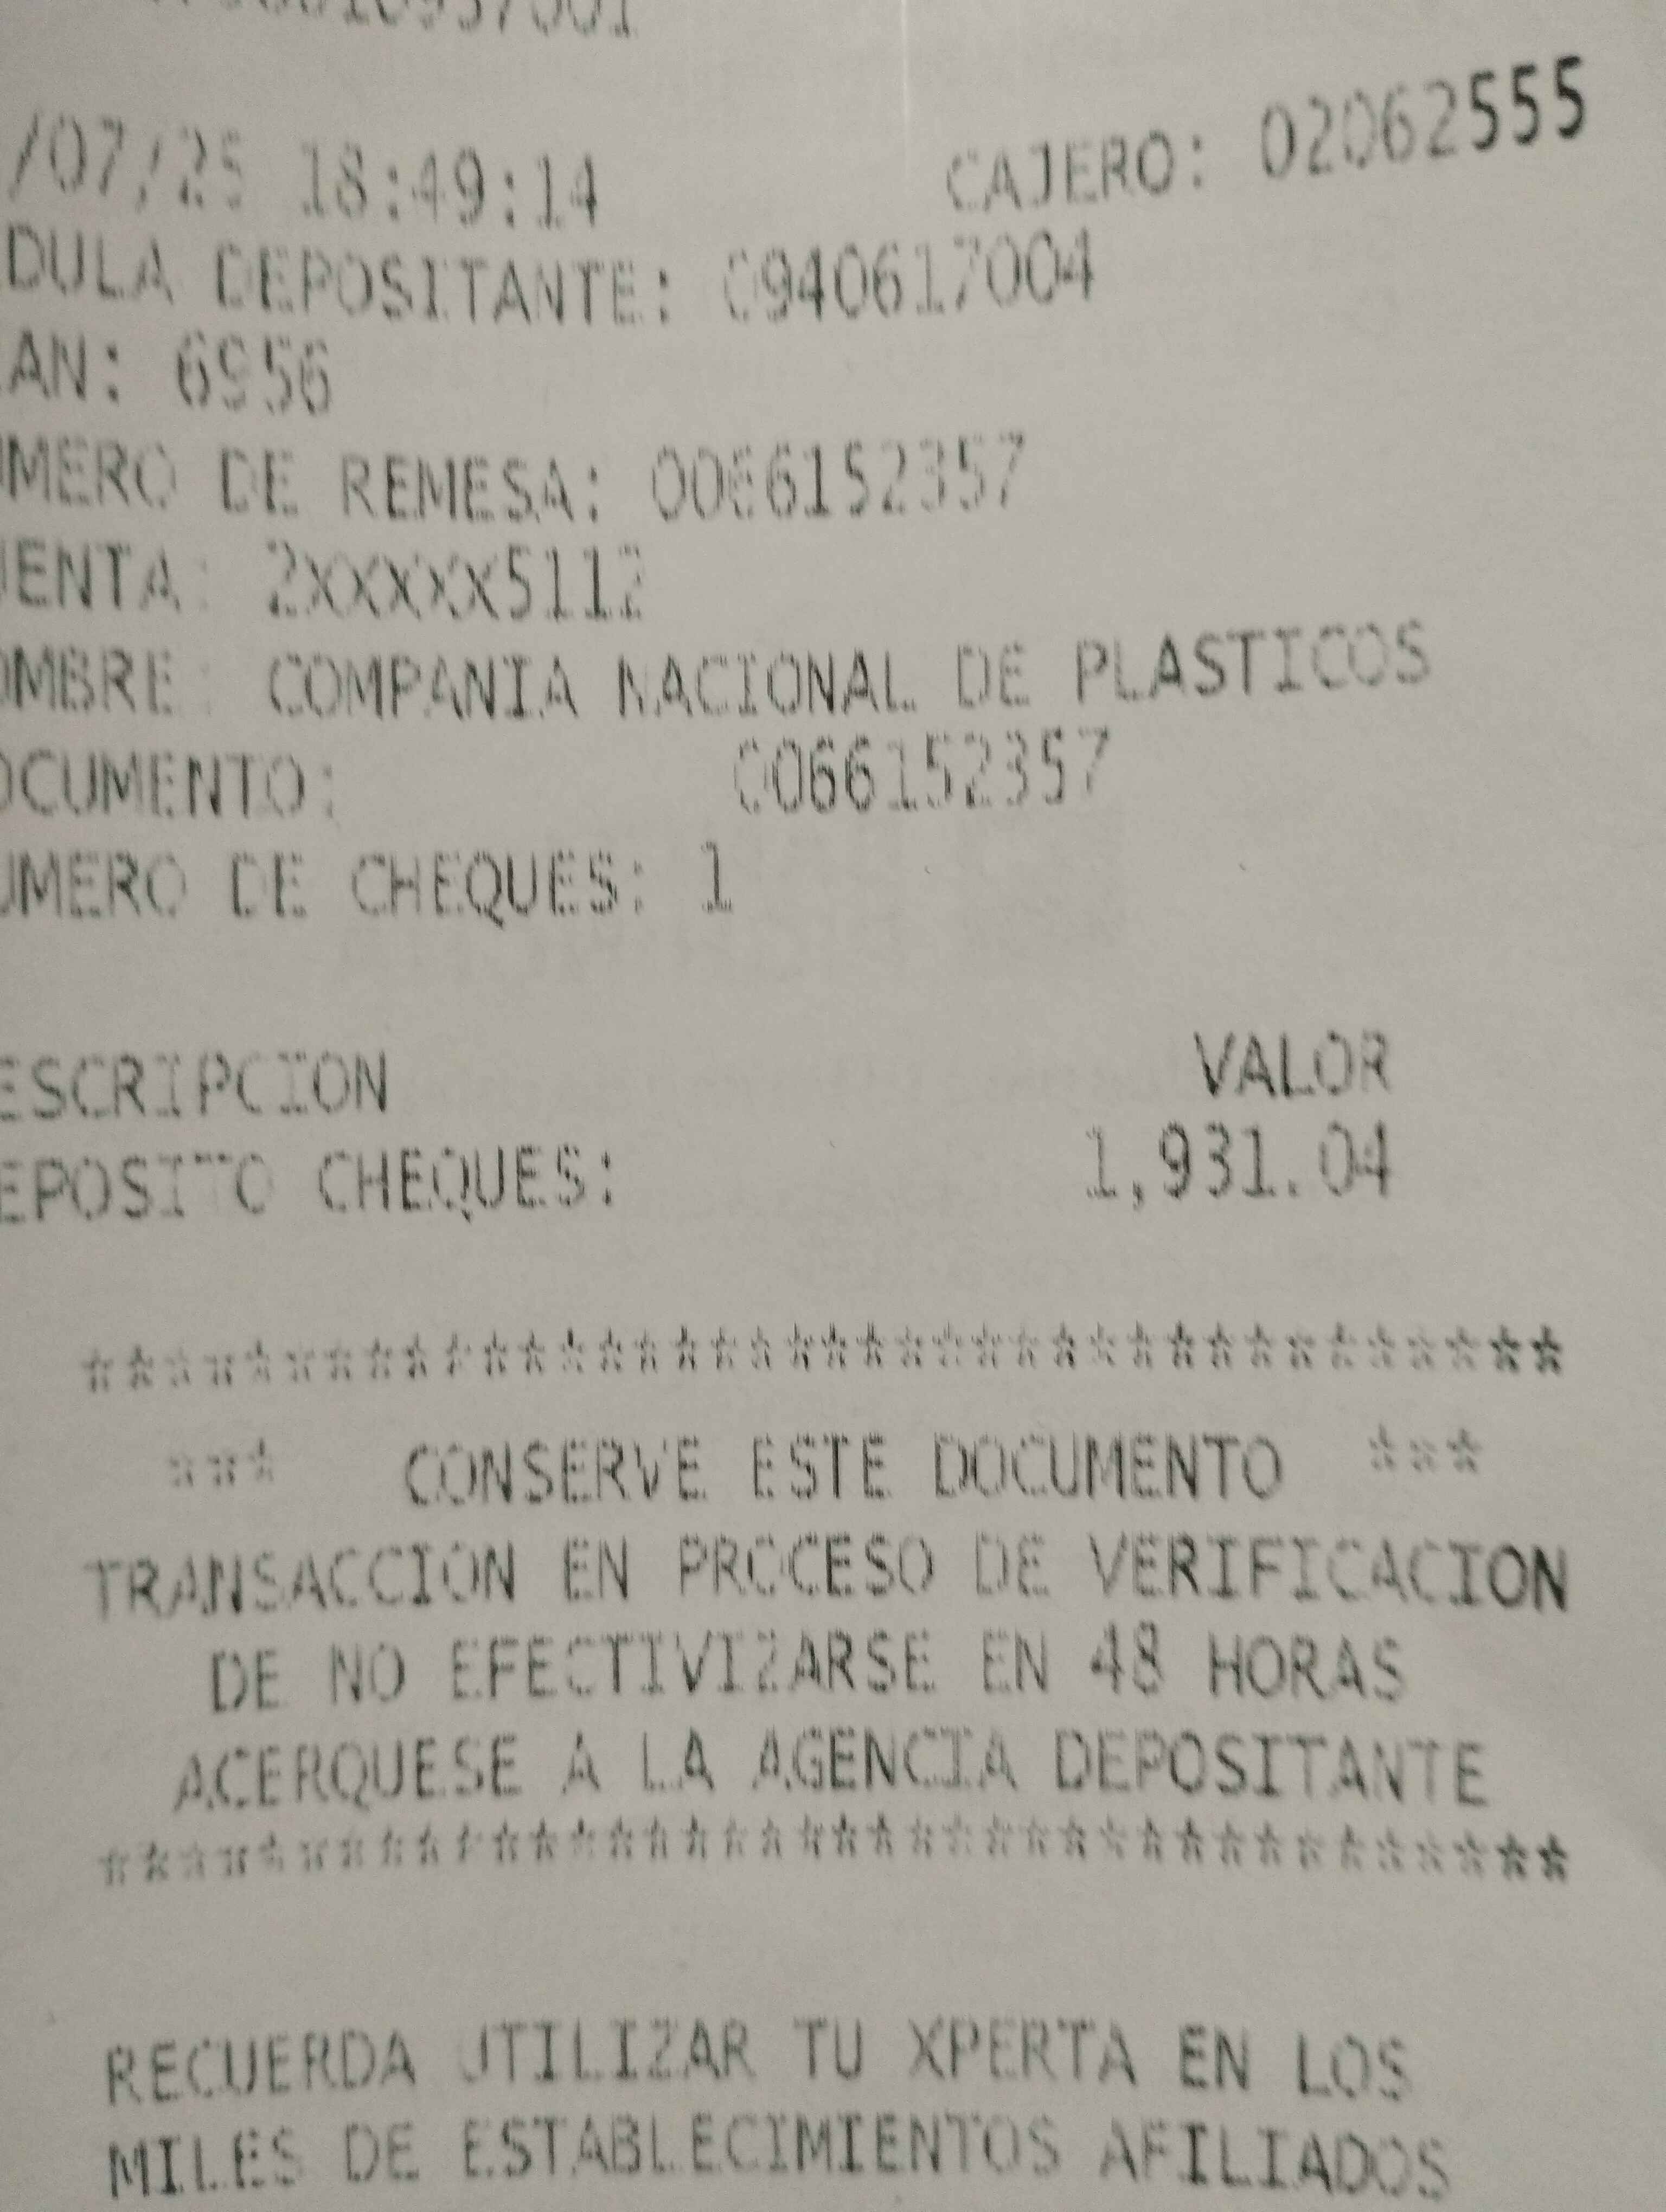 /07/25 18:49:14 CAJERO: 02062555
DULA DEPOSITANTE: 0940617004
AN: 6956
MERO DE REMESA: 0066152357
ENTA: 2XXXXX5112
OMBRE: COMPANIA NACIONAL DE PLASTICOS
OCUMENTO: 0066152357
UMERO DE CHEQUES: 1
ESCRIPCION VALOR
EPOSITO CHEQUES: 1,931.04
**************************************
*** CONSERVE ESTE DOCUMENTO ***
TRANSACCION EN PROCESO DE VERIFICACION
DE NO EFECTIVIZARSE EN 48 HORAS
ACERQUESE A LA AGENCIA DEPOSITANTE
**************************************
RECUERDA UTILIZAR TU XPERTA EN LOS
MILES DE ESTABLECIMIENTOS AFILIADOS